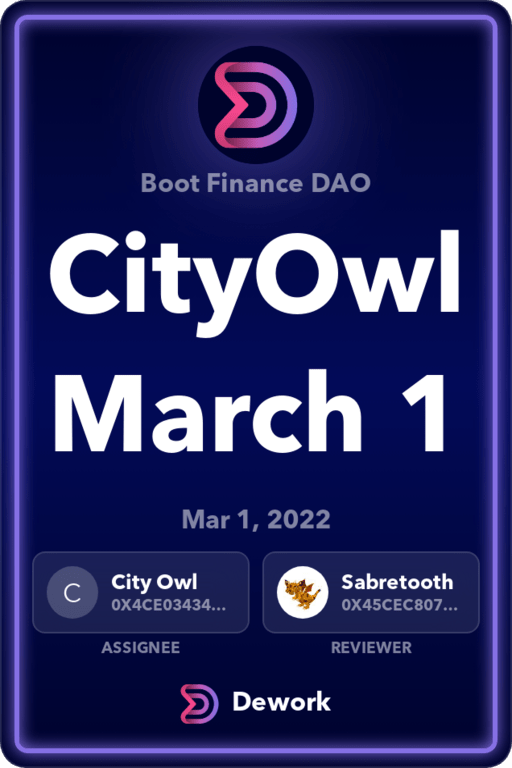 Boot Finance DAO
CityOwl
March 1
Mar 1, 2022
C
City Owl
0X4CE03434...
Sabretooth
0X45CEC807...
ASSIGNEE
REVIEWER
Dework